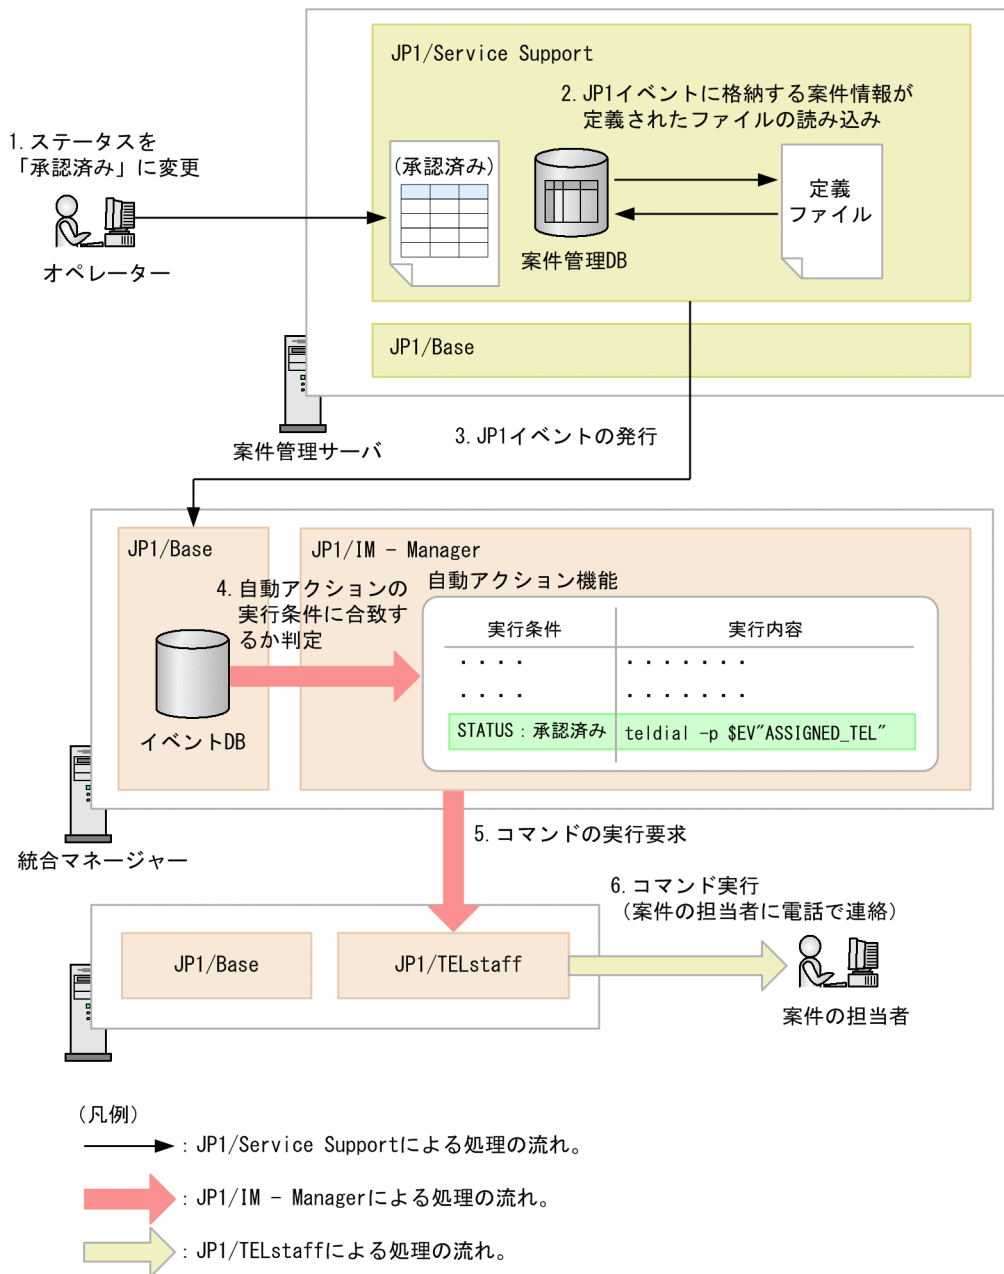 JP1/Service Support
2. JP1イベントに格納する案件情報が
定義されたファイルの読み込み
1. ステータスを
「承認済み」に変更
(承認済み)
定義
ファイル
オペレーター
案件管理DB
JP1/Base
案件管理サーバ
3. JP1イベントの発行
JP1/Base
JP1/IM - Manager
4. 自動アクションの
実行条件に合致す
るか判定
自動アクション機能
実行条件
実行内容
・・・・
・・・・・・・
・・・・
・・・・・・・
STATUS：承認済み
teldial -p $EV"ASSIGNED_TEL"
イベントDB
統合マネージャー
5. コマンドの実行要求
6. コマンド実行
（案件の担当者に電話で連絡）
JP1/Base
JP1/TELstaff
案件の担当者
（凡例）
：JP1/Service Supportによる処理の流れ。
：JP1/IM - Managerによる処理の流れ。
：JP1/TELstaffによる処理の流れ。